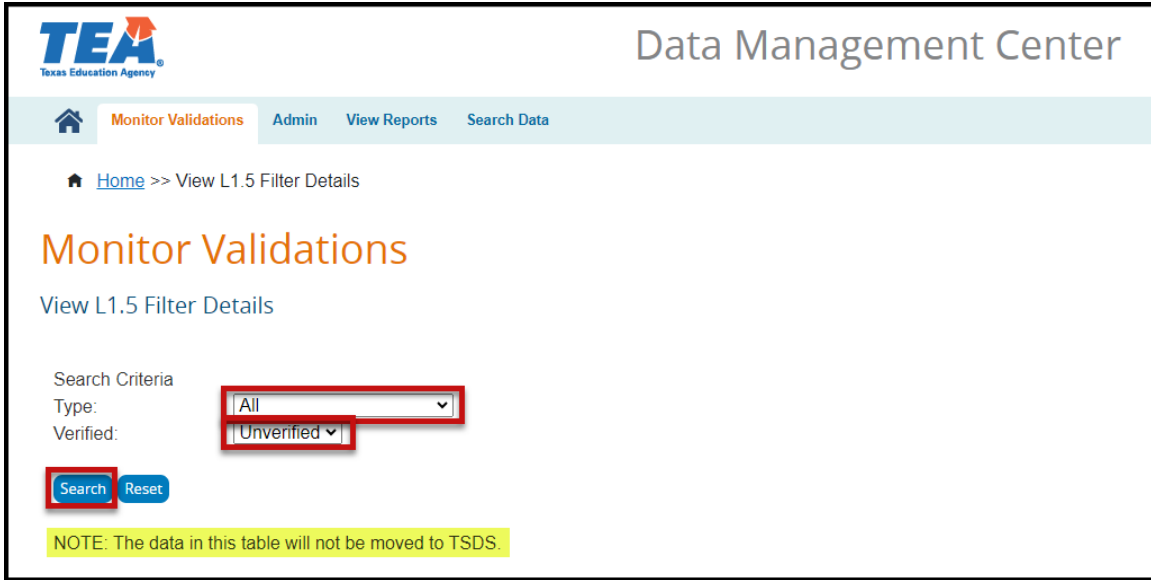 TEA
Texas Education Agency
Data Management Center
Monitor Validations Admin View Reports Search Data
Home >> View L1.5 Filter Details
Monitor Validations
View L1.5 Filter Details
Search Criteria
Type: All
Verified: Unverified
Search Reset
NOTE: The data in this table will not be moved to TSDS.